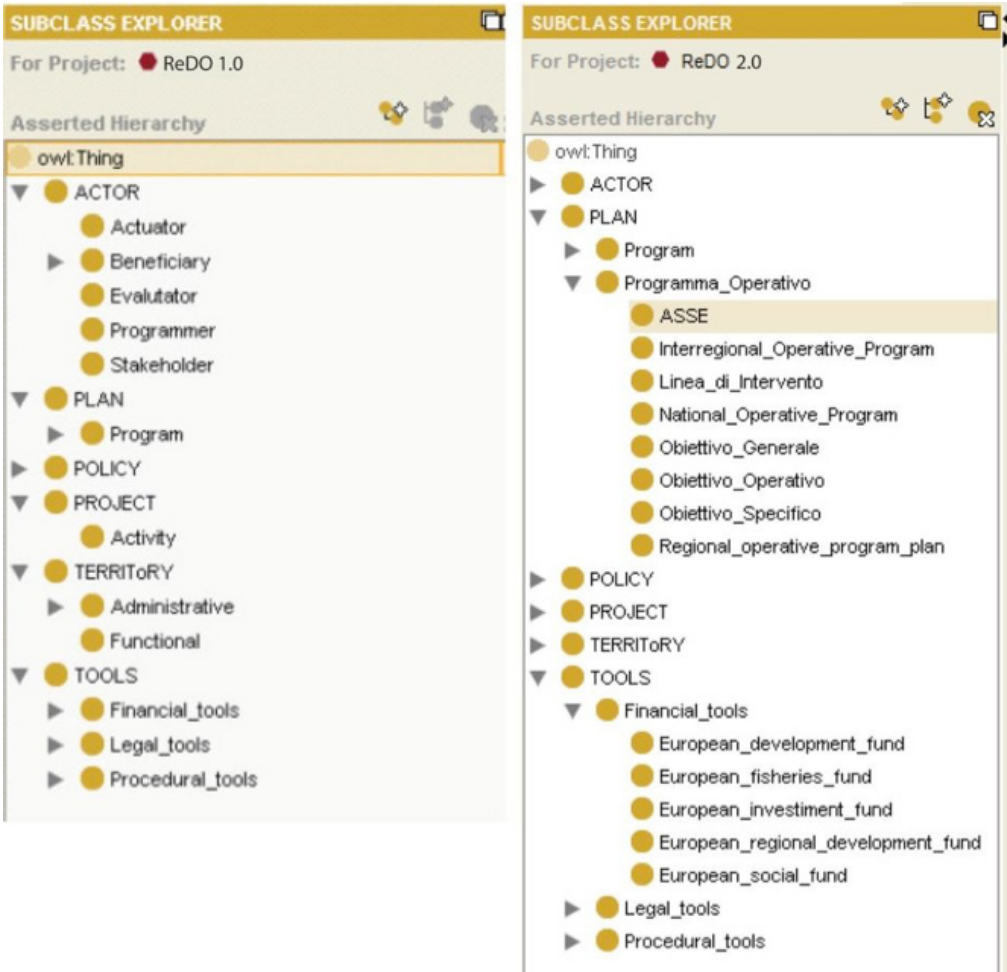 SUBCLASS EXPLORER
For Project: ReDO 1.0
Asserted Hierarchy
owl:Thing
ACTOR
Actuator
Beneficiary
Evalutator
Programmer
Stakeholder
PLAN
Program
POLICY
PROJECT
Activity
TERRIToRY
Administrative
Functional
TOOLS
Financial_tools
Legal_tools
Procedural_tools
SUBCLASS EXPLORER
For Project: ReDO 2.0
Asserted Hierarchy
owl:Thing
ACTOR
PLAN
Program
Programma_Operativo
ASSE
Interregional_Operative_Program
Linea_di_Intervento
National_Operative_Program
Obiettivo_Generale
Obiettivo_Operativo
Obiettivo_Specifico
Regional_operative_program_plan
POLICY
PROJECT
TERRIToRY
TOOLS
Financial_tools
European_development_fund
European_fisheries_fund
European_investiment_fund
European_regional_development_fund
European_social_fund
Legal_tools
Procedural_tools